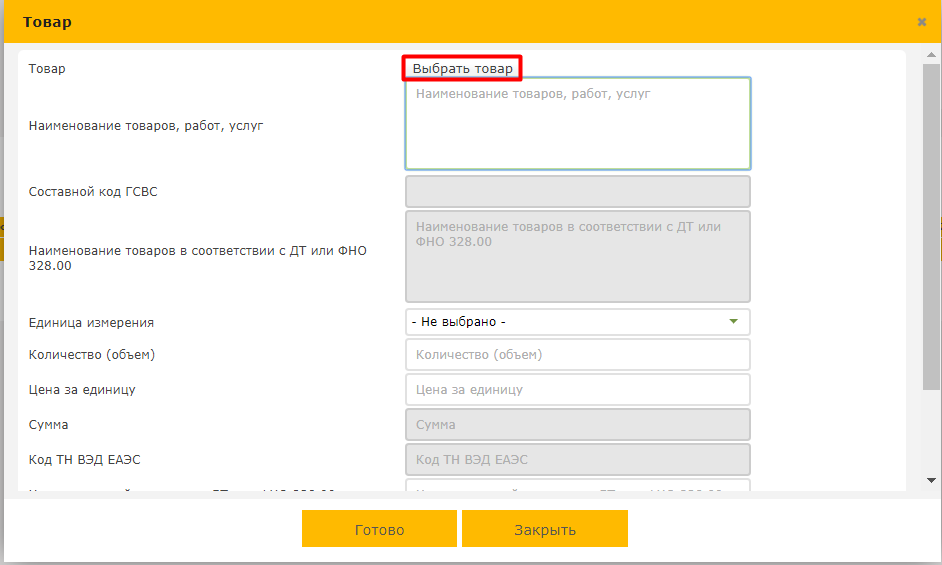 Товар
Товар
Выбрать товар
Наименование товаров, работ, услуг
Наименование товаров, работ, услуг
Составной код ГСВС
Наименование товаров в соответствии с ДТ или ФНО
328.00
Наименование товаров в соответствии с ДТ или
ФНО 328.00
Единица измерения
- Не выбрано -
Количество (объем)
Количество (объем)
Цена за единицу
Цена за единицу
Сумма
Сумма
Код ТН ВЭД ЕАЭС
Код ТН ВЭД ЕАЭС
Готово
Закрыть